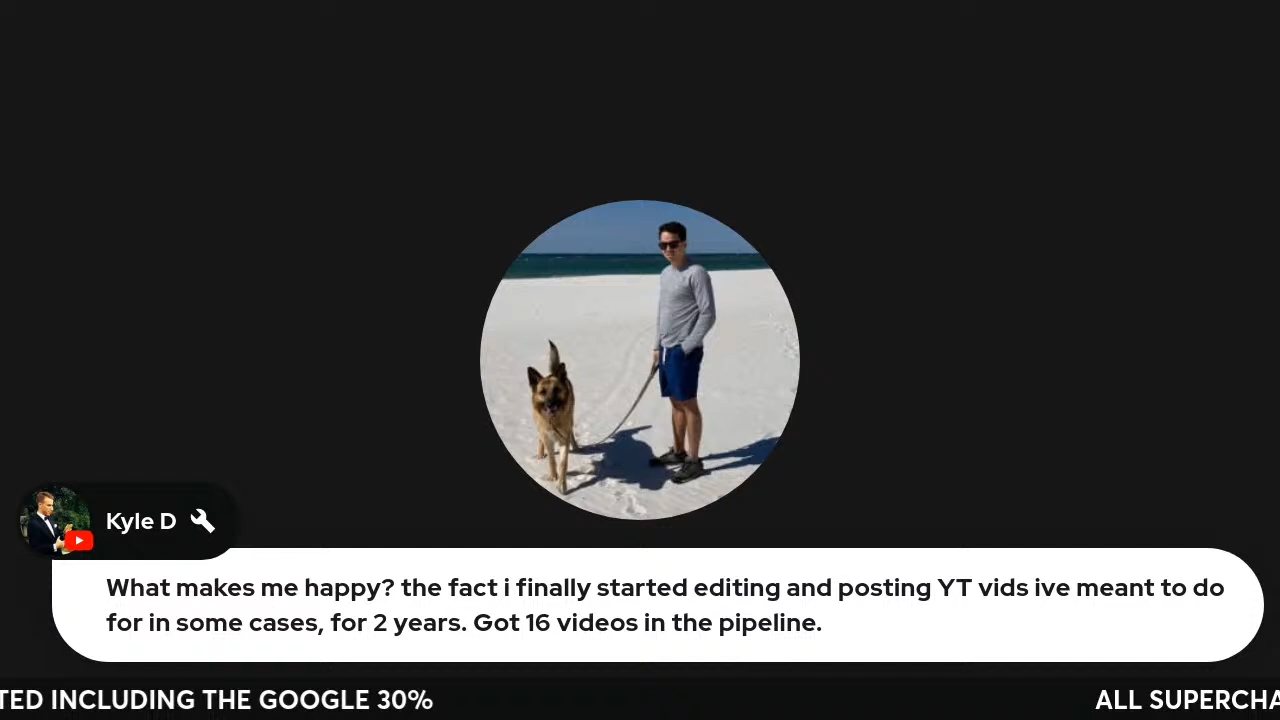 Kyle D
What makes me happy? the fact i finally started editing and posting YT vids ive meant to do
for in some cases, for 2 years. Got 16 videos in the pipeline.
TED INCLUDING THE GOOGLE 30% ALL SUPERCHA